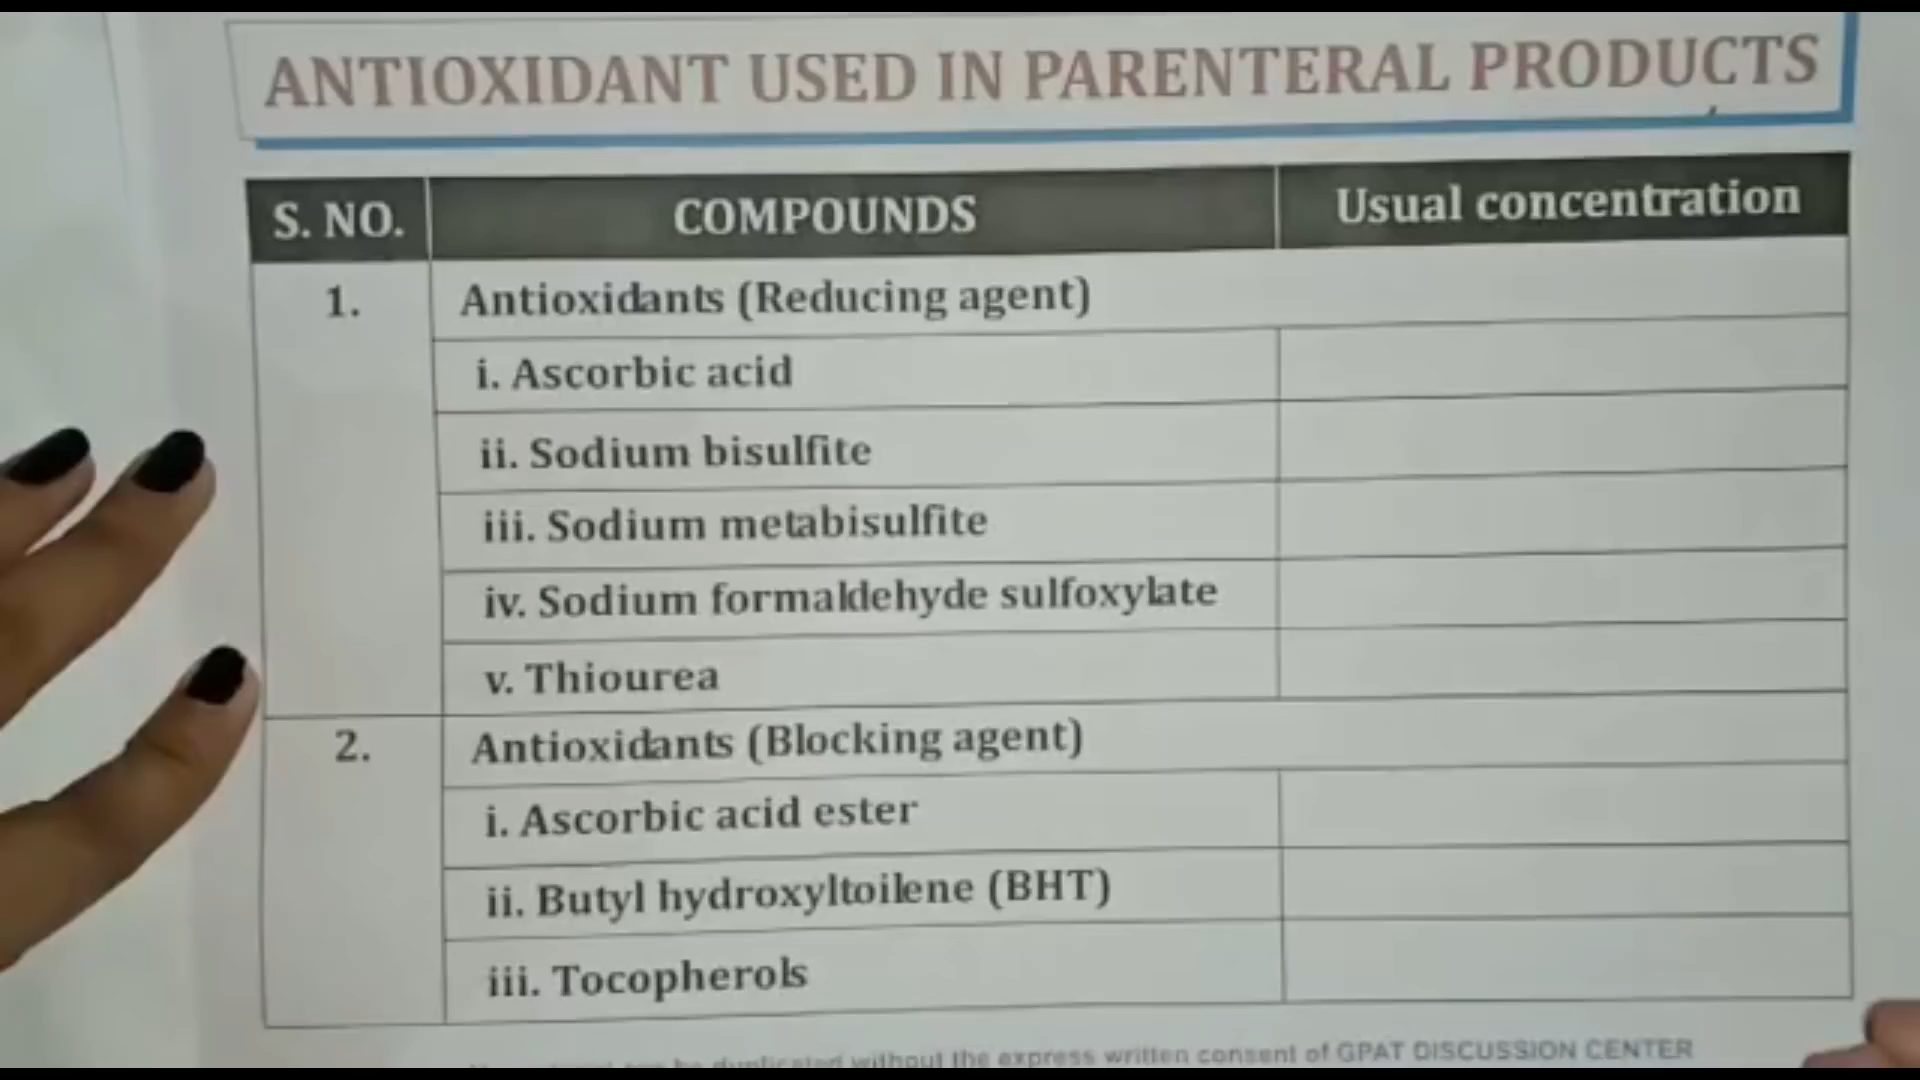 ANTIOXIDANT USED IN PARENTERAL PRODUCTS
S. NO. COMPOUNDS Usual concentration
1. Antioxidants (Reducing agent)
i. Ascorbic acid
ii. Sodium bisulfite
iii. Sodium metabisulfite
iv. Sodium formaldehyde sulfoxylate
v. Thiourea
2. Antioxidants (Blocking agent)
i. Ascorbic acid ester
ii. Butyl hydroxyltoilene (BHT)
iii. Tocopherols
be duplicated without the express written consent of GPAT DISCUSSION CENTER